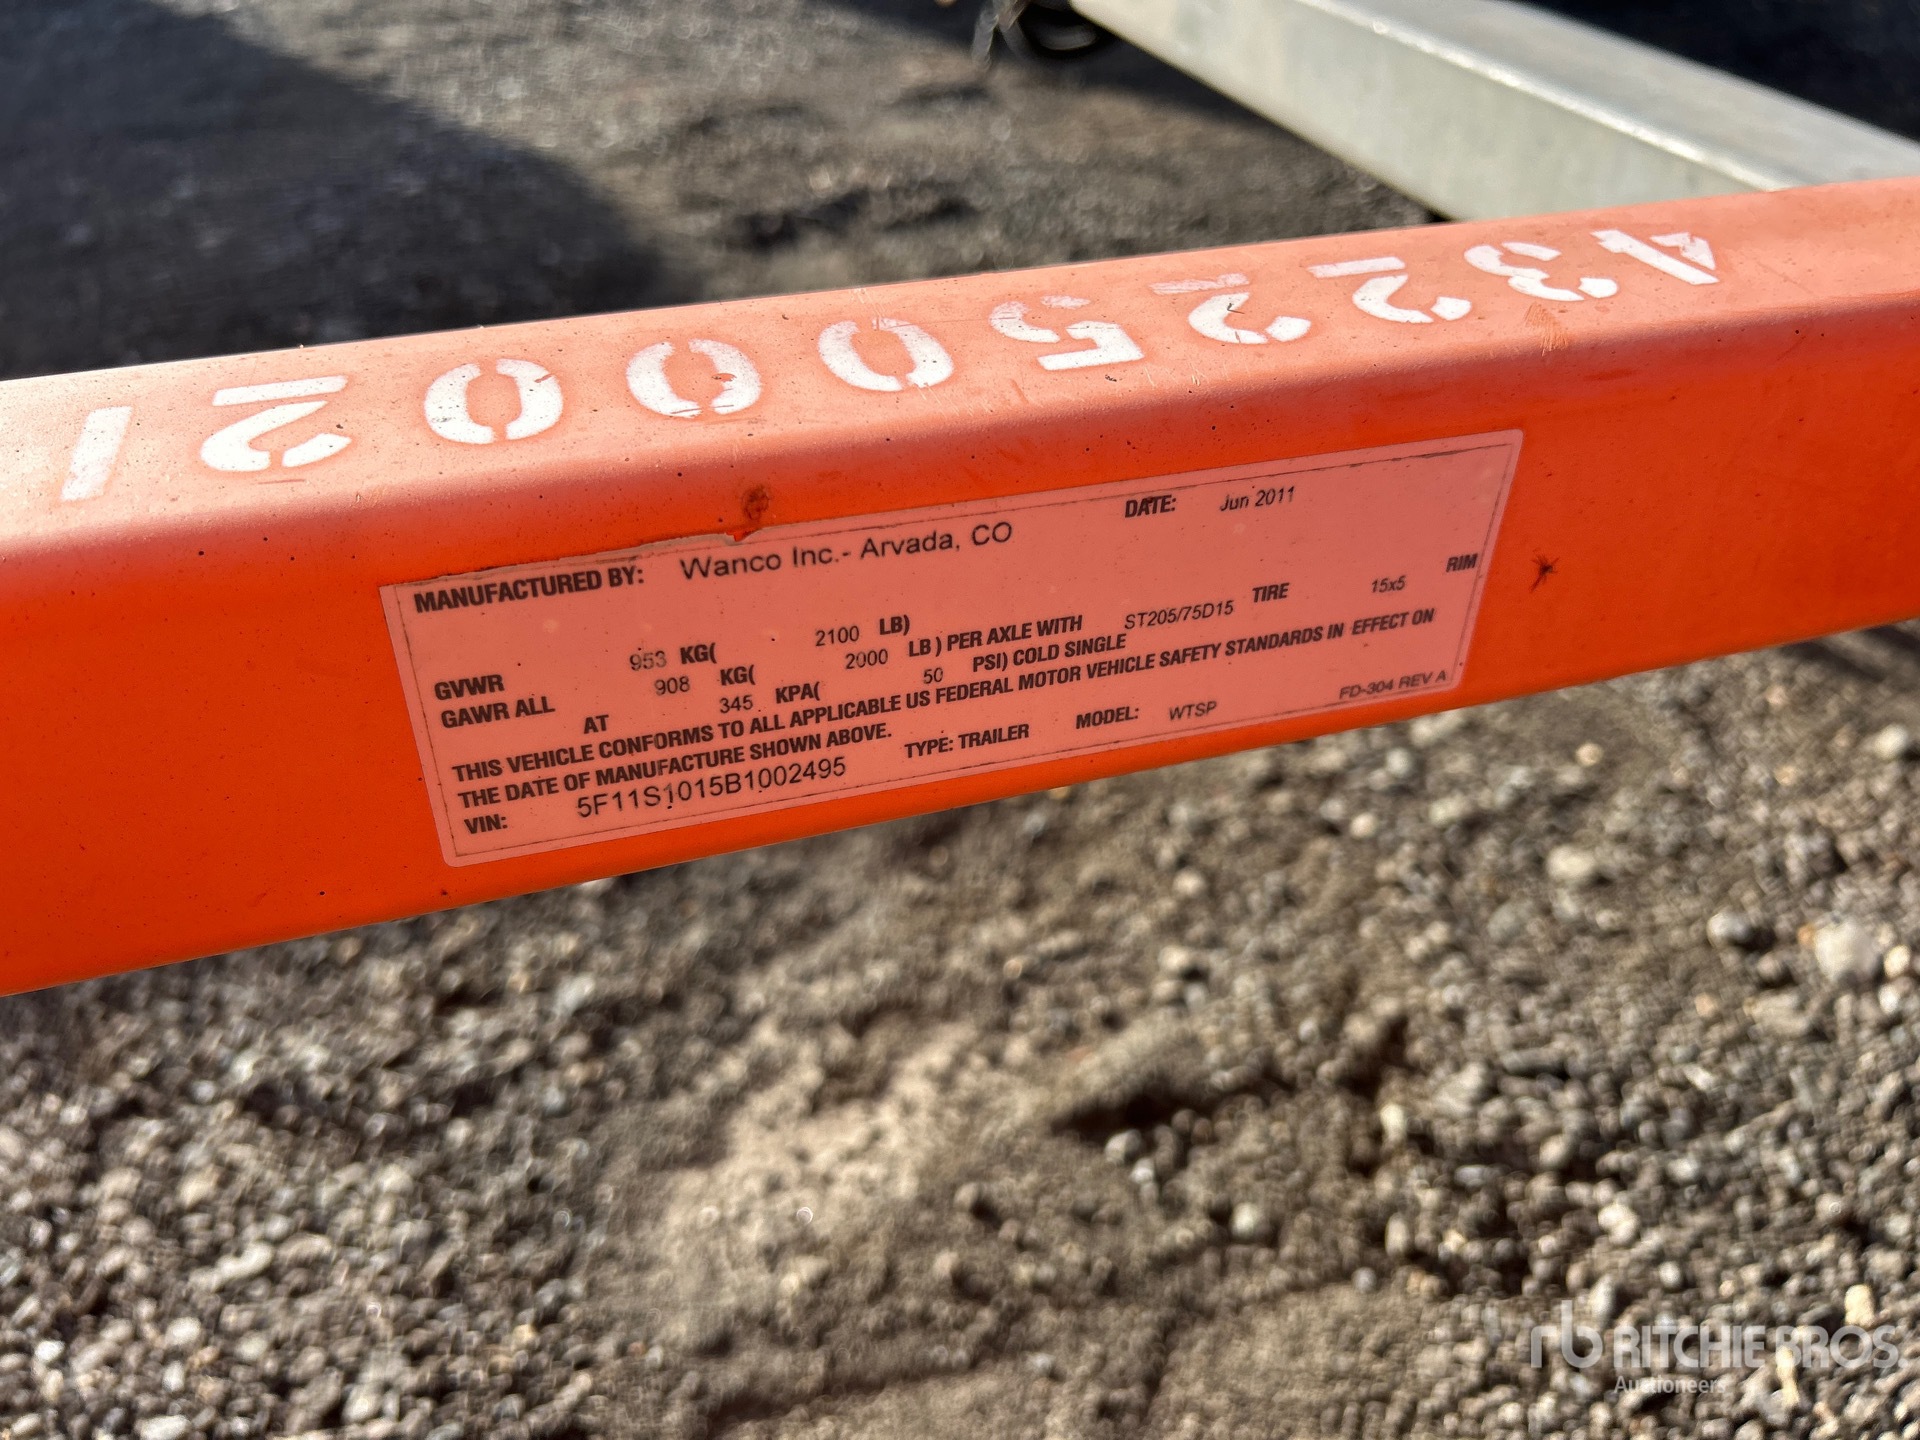 4322500021
MANUFACTURED BY: Wanco Inc.- Arvada, CO DATE: Jun 2011
GVWR 953 KG( 2100 LB)
GAWR ALL 908 KG( 2000 LB ) PER AXLE WITH ST205/75D15 TIRE 15x5 RIM
AT 345 KPA( 50 PSI) COLD SINGLE
THIS VEHICLE CONFORMS TO ALL APPLICABLE US FEDERAL MOTOR VEHICLE SAFETY STANDARDS IN EFFECT ON
THE DATE OF MANUFACTURE SHOWN ABOVE.
VIN: 5F11S1015B1002495 TYPE: TRAILER MODEL: WTSP FD-304 REV A
rb RITCHIE BROS.
Auctioneers